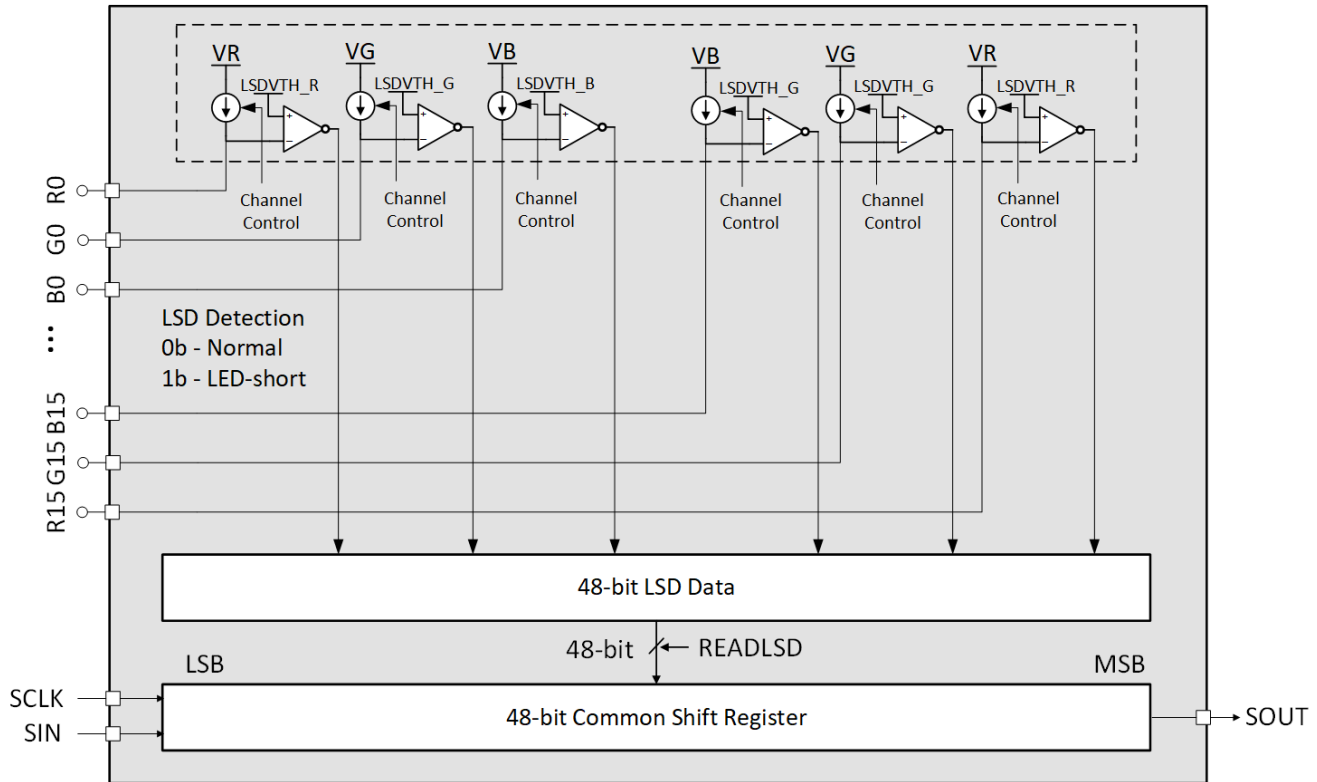 VR
VG
VB
VB
VG
VR
LSDVTH_R
LSDVTH_G
LSDVTH_B
LSDVTH_G
LSDVTH_G
LSDVTH_R
+
−
+
−
+
−
+
−
+
−
+
−
Channel
Control
Channel
Control
Channel
Control
Channel
Control
Channel
Control
Channel
Control
R0
G0
B0
...
B15
G15
R15
LSD Detection
0b - Normal
1b - LED-short
48-bit LSD Data
48-bit
READLSD
LSB
MSB
SCLK
SIN
48-bit Common Shift Register
SOUT